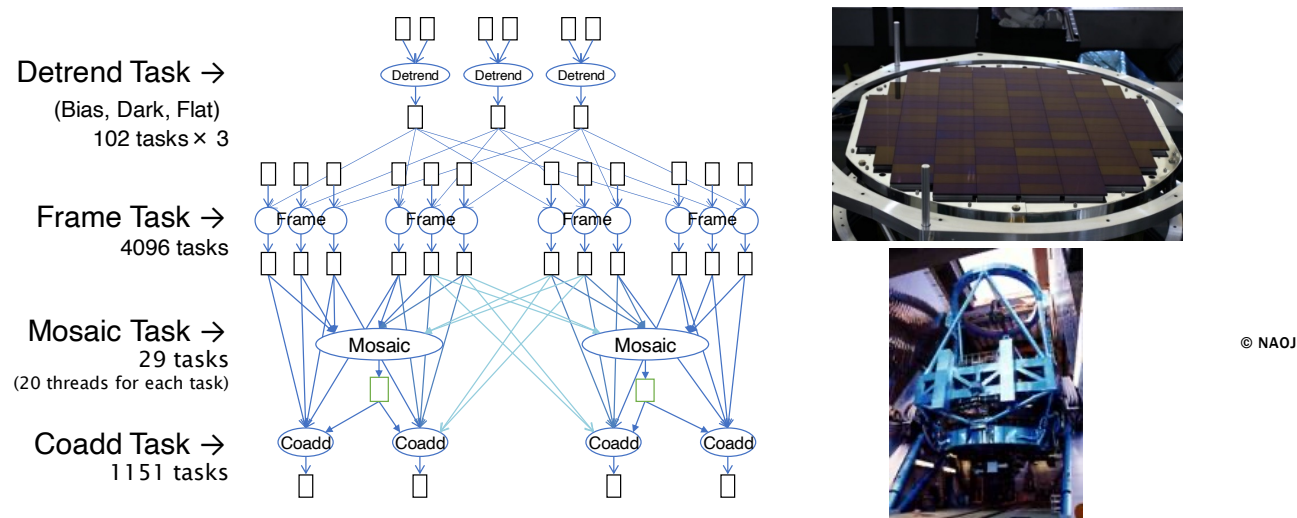 Detrend Task →
(Bias, Dark, Flat)
102 tasks × 3
Detrend Detrend Detrend
Frame Task →
4096 tasks
Frame Frame Frame Frame
Mosaic Task →
29 tasks
(20 threads for each task)
Mosaic Mosaic
Coadd Task →
1151 tasks
Coadd Coadd Coadd Coadd
© NAOJ